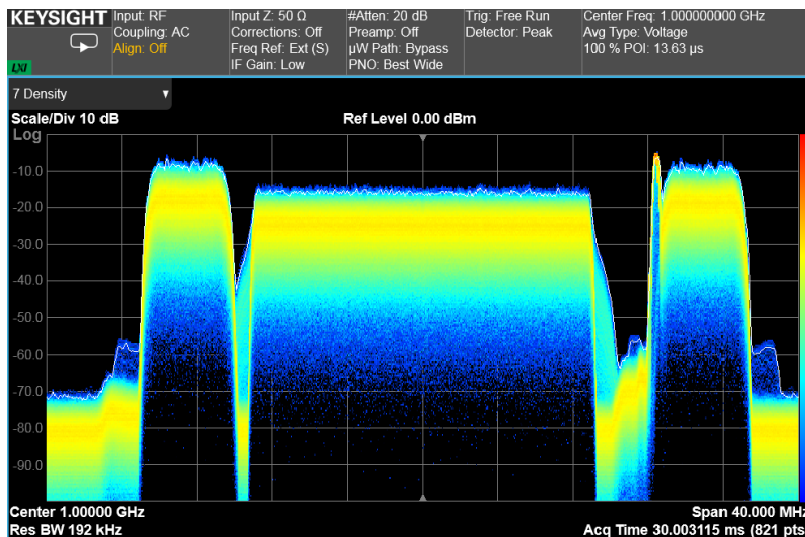 KEYSIGHT
LXI
Input: RF
Coupling: AC
Align: Off
Input Z: 50 Ω
Corrections: Off
Freq Ref: Ext (S)
IF Gain: Low
#Atten: 20 dB
Preamp: Off
µW Path: Bypass
PNO: Best Wide
Trig: Free Run
Detector: Peak
Center Freq: 1.000000000 GHz
Avg Type: Voltage
100 % POI: 13.63 µs
7 Density
Scale/Div 10 dB
Ref Level 0.00 dBm
Log
-10.0
-20.0
-30.0
-40.0
-50.0
-60.0
-70.0
-80.0
-90.0
Center 1.00000 GHz
Span 40.000 MHz
Res BW 192 kHz
Acq Time 30.003115 ms (821 pts